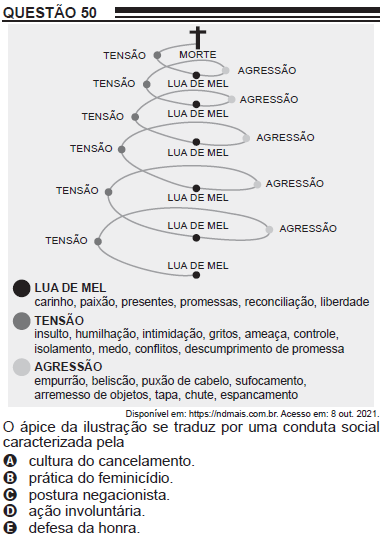 QUESTÃO 50
MORTE
TENSÃO
AGRESSÃO
LUA DE MEL
TENSÃO
AGRESSÃO
LUA DE MEL
TENSÃO
AGRESSÃO
LUA DE MEL
TENSÃO
AGRESSÃO
LUA DE MEL
TENSÃO
AGRESSÃO
LUA DE MEL
TENSÃO
LUA DE MEL
LUA DE MEL
carinho, paixão, presentes, promessas, reconciliação, liberdade
TENSÃO
insulto, humilhação, intimidação, gritos, ameaça, controle,
isolamento, medo, conflitos, descumprimento de promessa
AGRESSÃO
empurrão, beliscão, puxão de cabelo, sufocamento,
arremesso de objetos, tapa, chute, espancamento
Disponível em: https://ndmais.com.br. Acesso em: 8 out. 2021.
O ápice da ilustração se traduz por uma conduta social
caracterizada pela
A cultura do cancelamento.
B prática do feminicídio.
C postura negacionista.
D ação involuntária.
E defesa da honra.